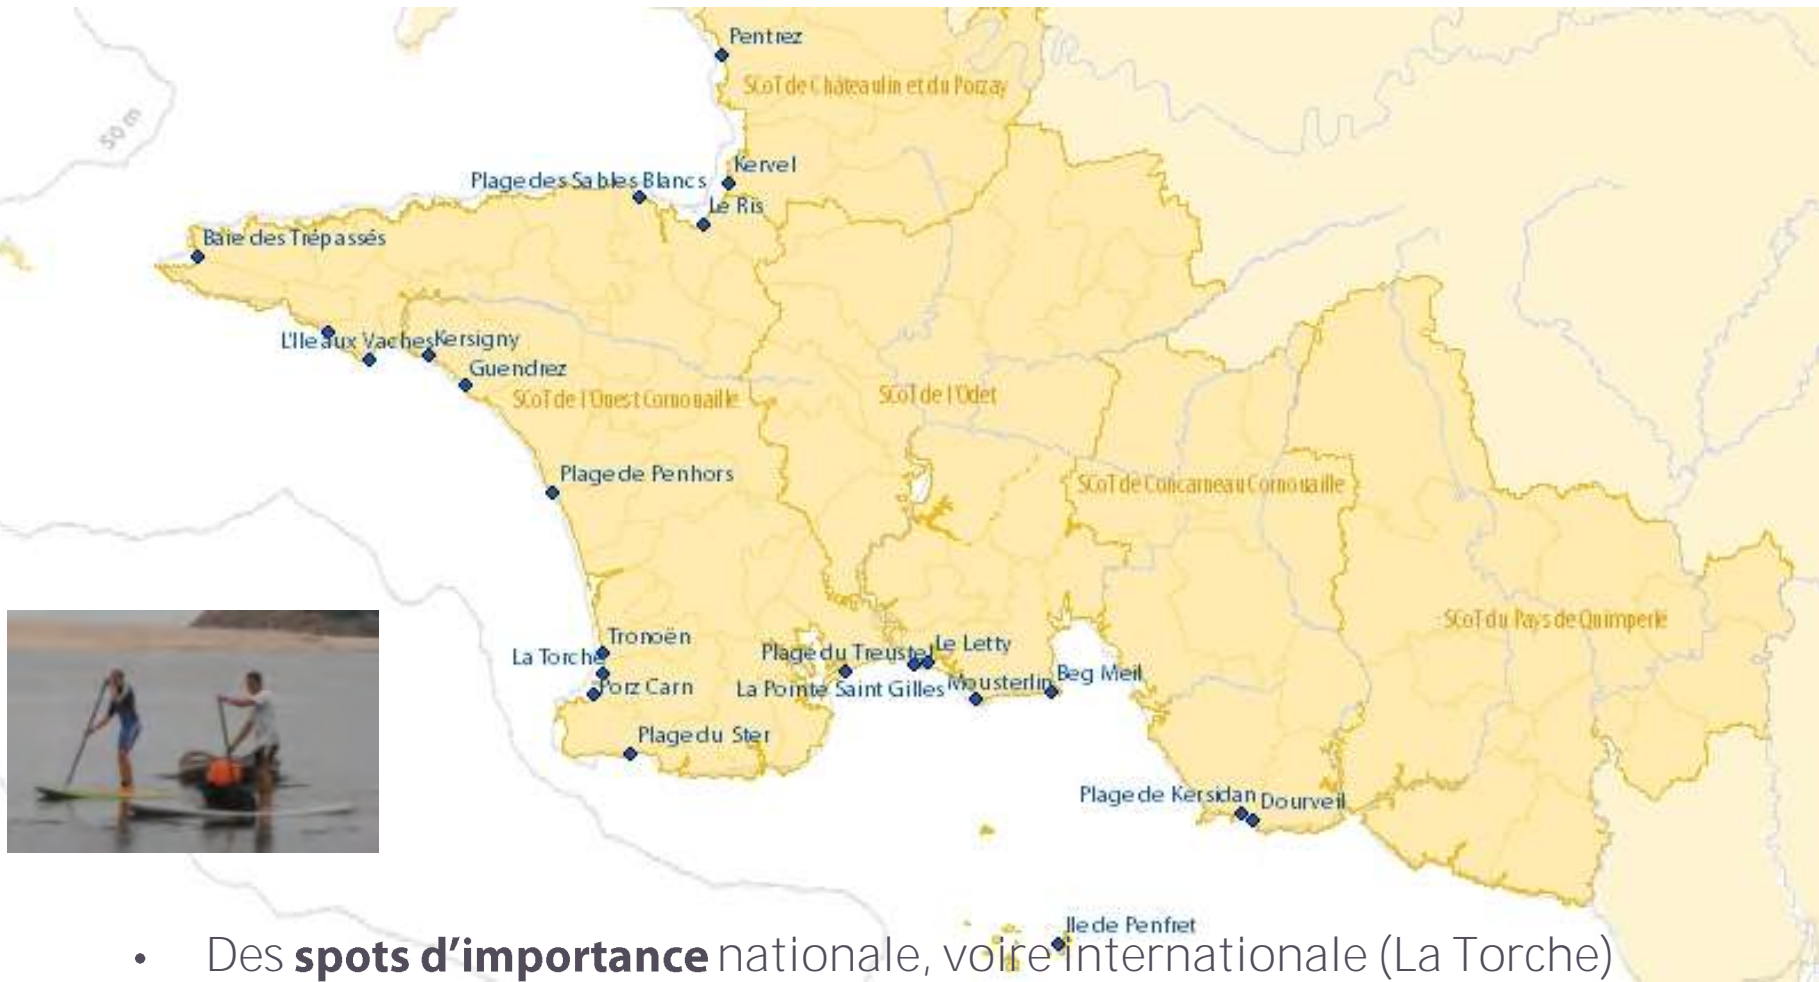 Pentrez
SCoT de Châteaulin et du Porzay
50 m
Kervel
Plage des Sables Blancs
Le Ris
Baie des Trépassés
L'Ile aux Vaches
Kersigny
Guendrez
SCoT de l'Ouest Cornouaille
SCoT de l'Odet
Plage de Penhors
SCoT de Concarneau Cornouaille
SCoT du Pays de Quimperlé
Tronoën
La Torche
Porz Carn
Plage du Treustel
Le Letty
La Pointe Saint Gilles
Mousterlin
Beg Meil
Plage du Ster
Plage de Kersidan
Dourveil
Ile de Penfret
• Des spots d'importance nationale, voire internationale (La Torche)